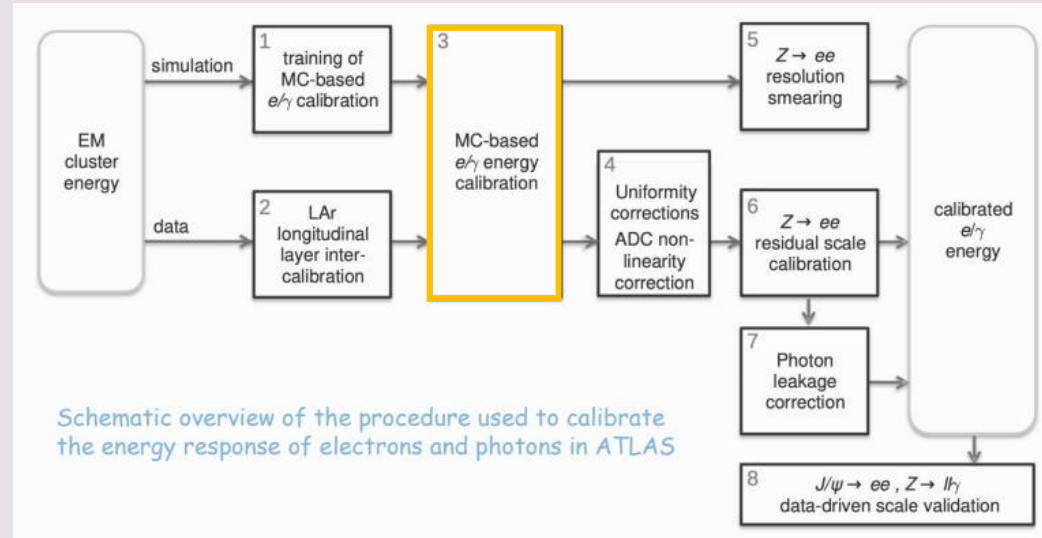 EM
cluster
energy
simulation
data
1
training of
MC-based
e/γ calibration
2
LAr
longitudinal
layer inter-
calibration
3
MC-based
e/γ energy
calibration
4
Uniformity
corrections
ADC non-
linearity
correction
5
Z → ee
resolution
smearing
6
Z → ee
residual scale
calibration
7
Photon
leakage
correction
calibrated
e/γ
energy
8
J/ψ → ee , Z → llγ
data-driven scale validation
Schematic overview of the procedure used to calibrate
the energy response of electrons and photons in ATLAS